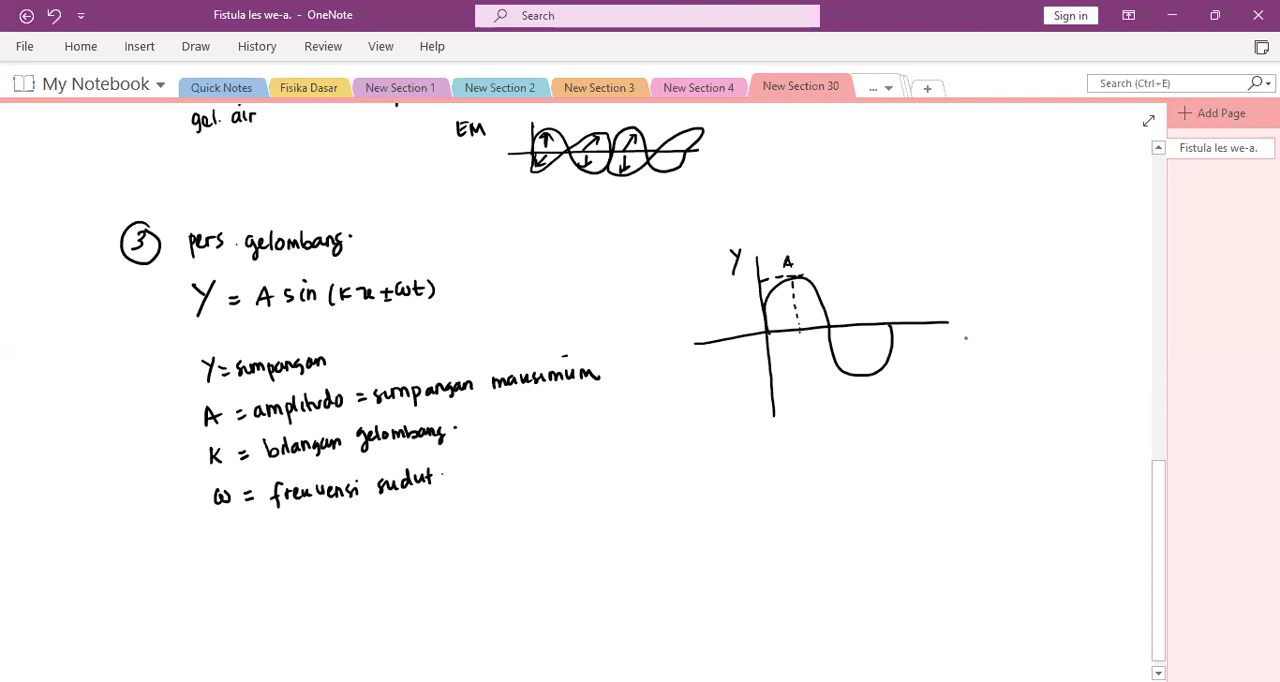 Fistula les we-a. - OneNote
Search
Sign in
File Home Insert Draw History Review View Help
My Notebook
Quick Notes Fisika Dasar New Section 1 New Section 2 New Section 3 New Section 4 New Section 30 ...
Search (Ctrl+E)
Add Page
Fistula les we-a.
gel. air
EM
3 pers. gelombang.
Y = A sin (kx ± ωt)
Y = simpangan
A = amplitudo = simpangan maksimum
K = bilangan gelombang.
ω = frekuensi sudut.
Y
A